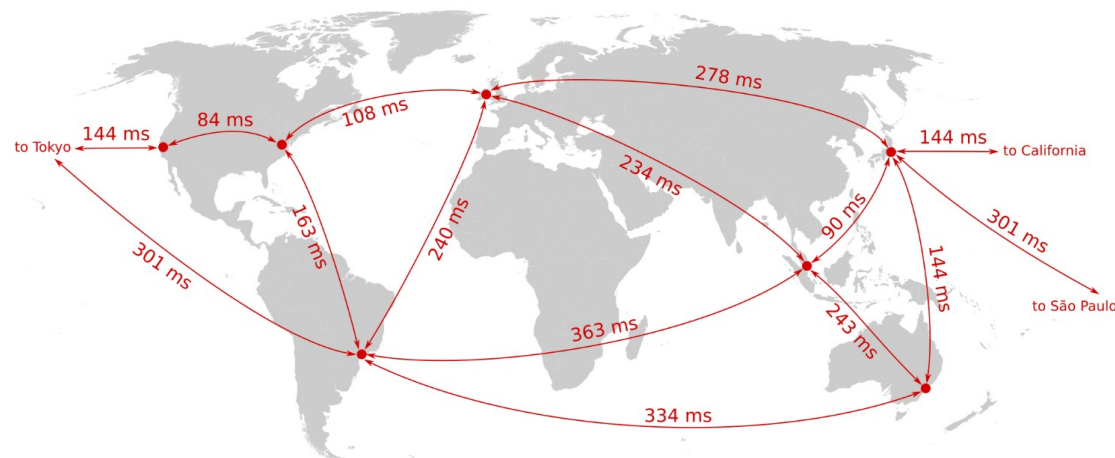 278 ms
108 ms
84 ms
144 ms
to Tokyo
144 ms
to California
234 ms
163 ms
240 ms
90 ms
301 ms
301 ms
144 ms
to São Paulo
363 ms
243 ms
334 ms